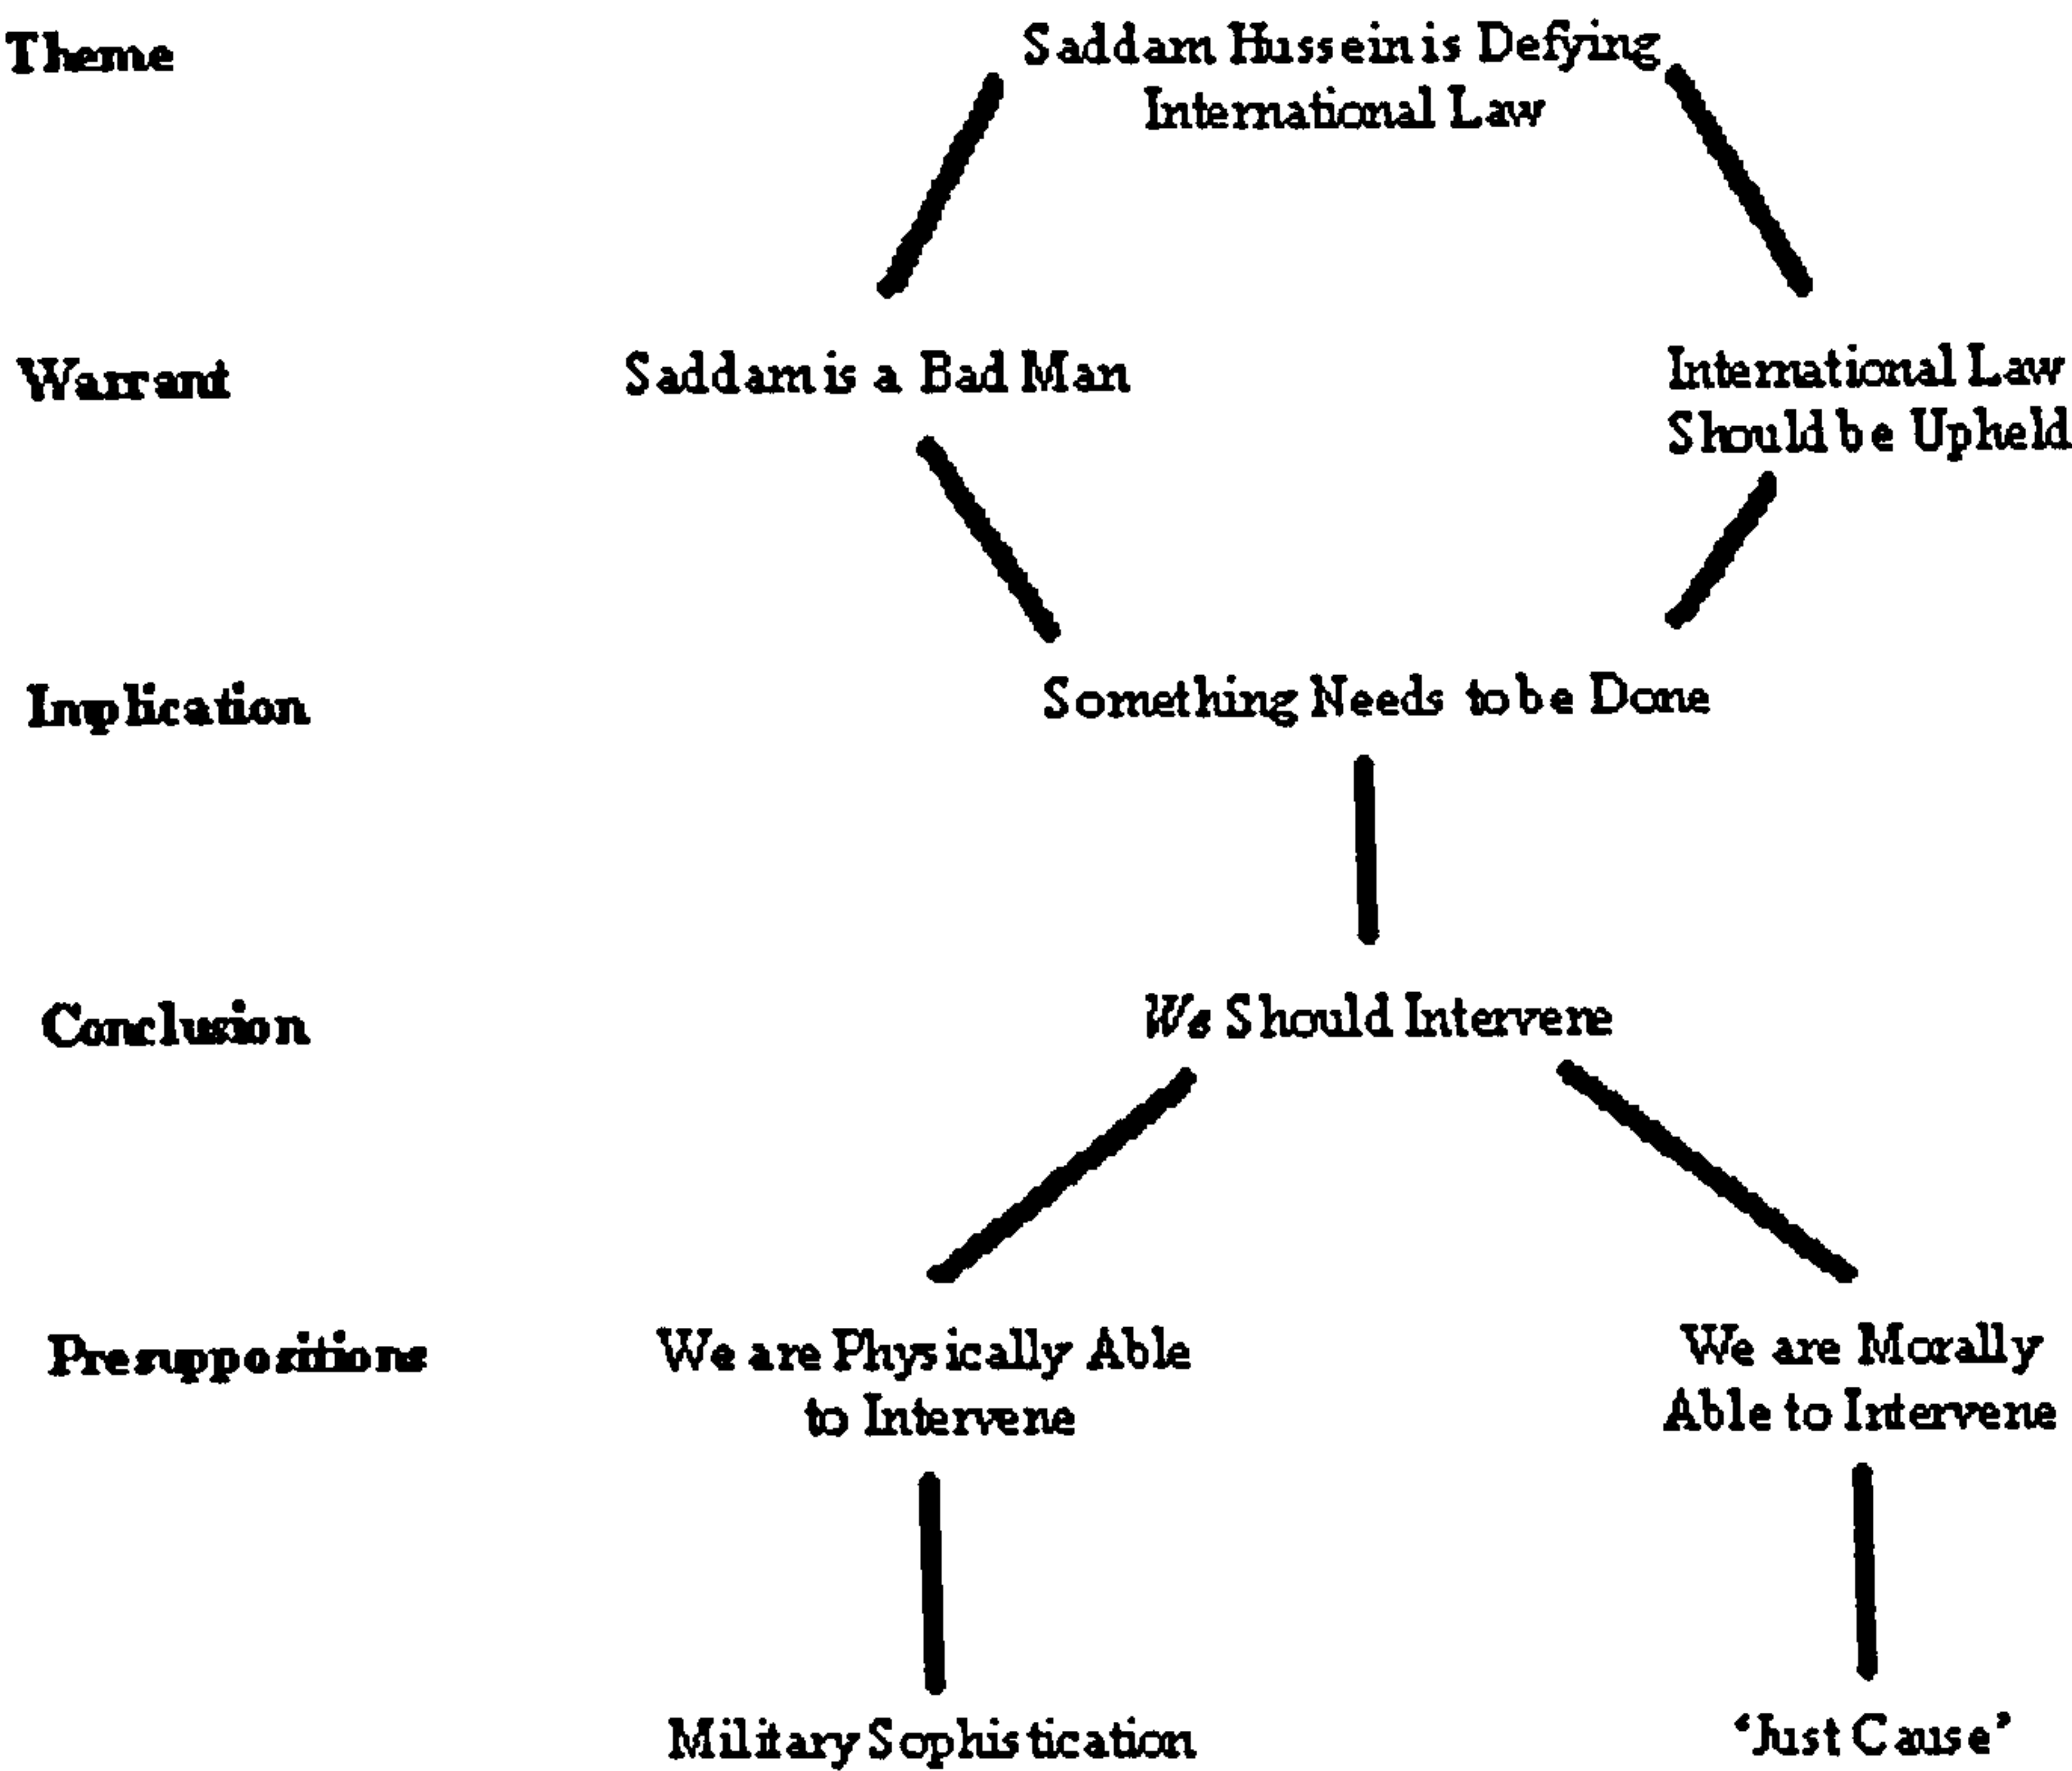 Theme
Saddam Hussein is Defying
International Law
Warrant
Saddam is a Bad Man
International Law
Should be Upheld
Implication
Something Needs to be Done
Conclusion
We Should Intervene
Presuppositions
We are Physically Able
to Intervene
We are Morally
Able to Intervene
Military Sophistication
‘Just Cause’